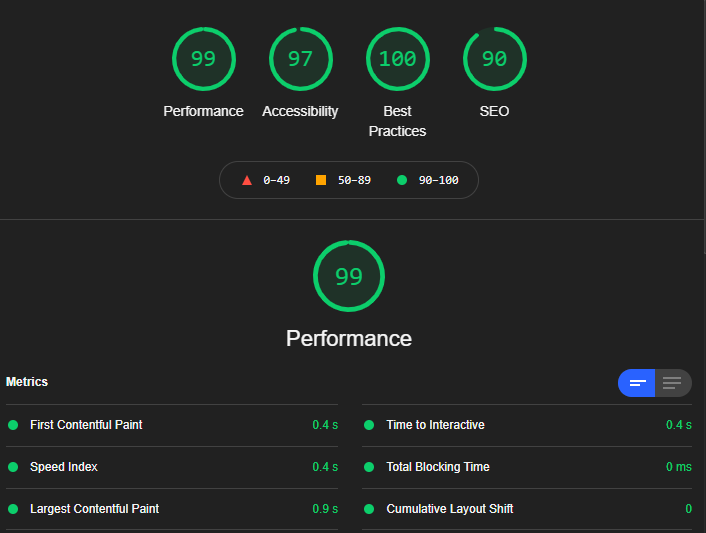 99 97 100 90
Performance Accessibility Best Practices SEO
0–49 50–89 90–100
99
Performance
Metrics
First Contentful Paint 0.4 s
Time to Interactive 0.4 s
Speed Index 0.4 s
Total Blocking Time 0 ms
Largest Contentful Paint 0.9 s
Cumulative Layout Shift 0